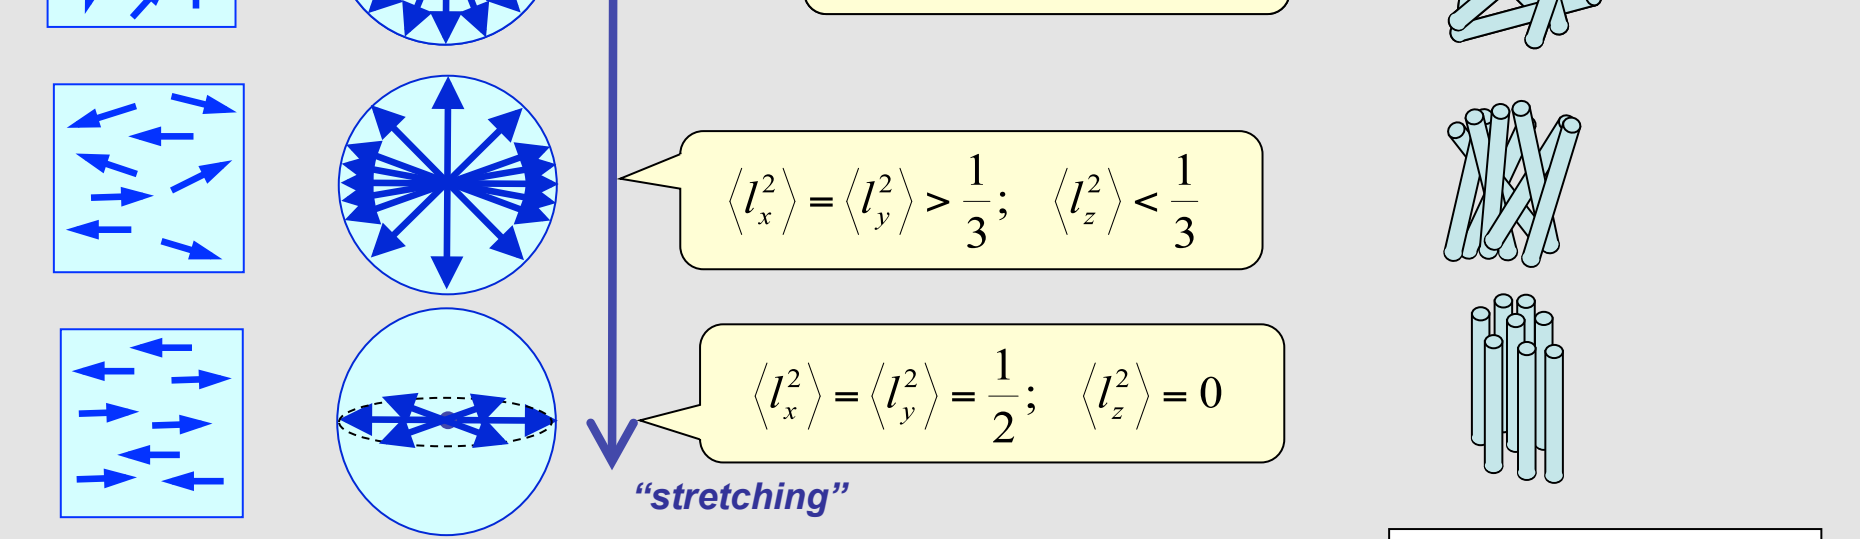 ⟨l_x^2⟩ = ⟨l_y^2⟩ > 1/3; ⟨l_z^2⟩ < 1/3
⟨l_x^2⟩ = ⟨l_y^2⟩ = 1/2; ⟨l_z^2⟩ = 0
“stretching”